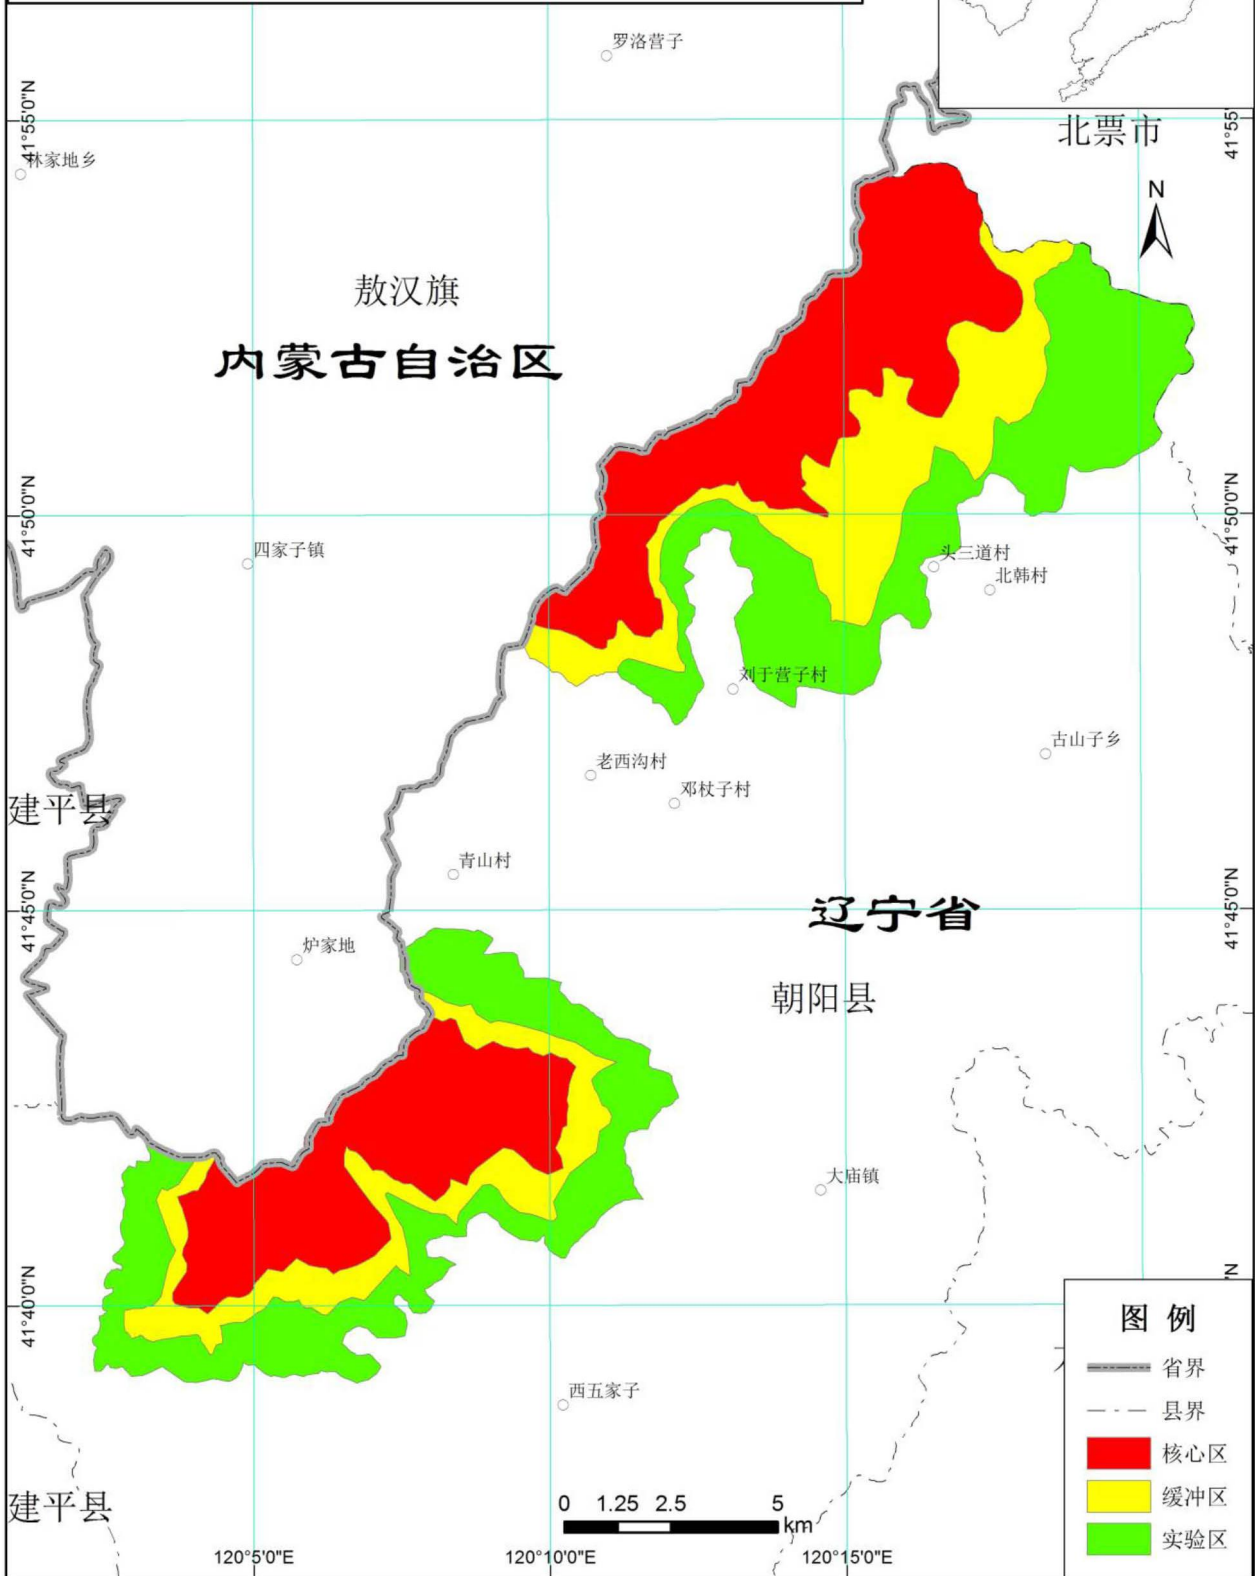 罗洛营子
41°55'0"N
41°55'
北票市
林家地乡
N
敖汉旗
内蒙古自治区
41°50'0"N
41°50'0"N
四家子镇
头三道村
北韩村
刘于营子村
古山子乡
老西沟村
邓杖子村
建平县
青山村
辽宁省
41°45'0"N
41°45'0"N
炉家地
朝阳县
大庙镇
41°40'0"N
"N
图 例
省界
县界
核心区
缓冲区
实验区
西五家子
建平县
0 1.25 2.5 5
km
120°5'0"E
120°10'0"E
120°15'0"E